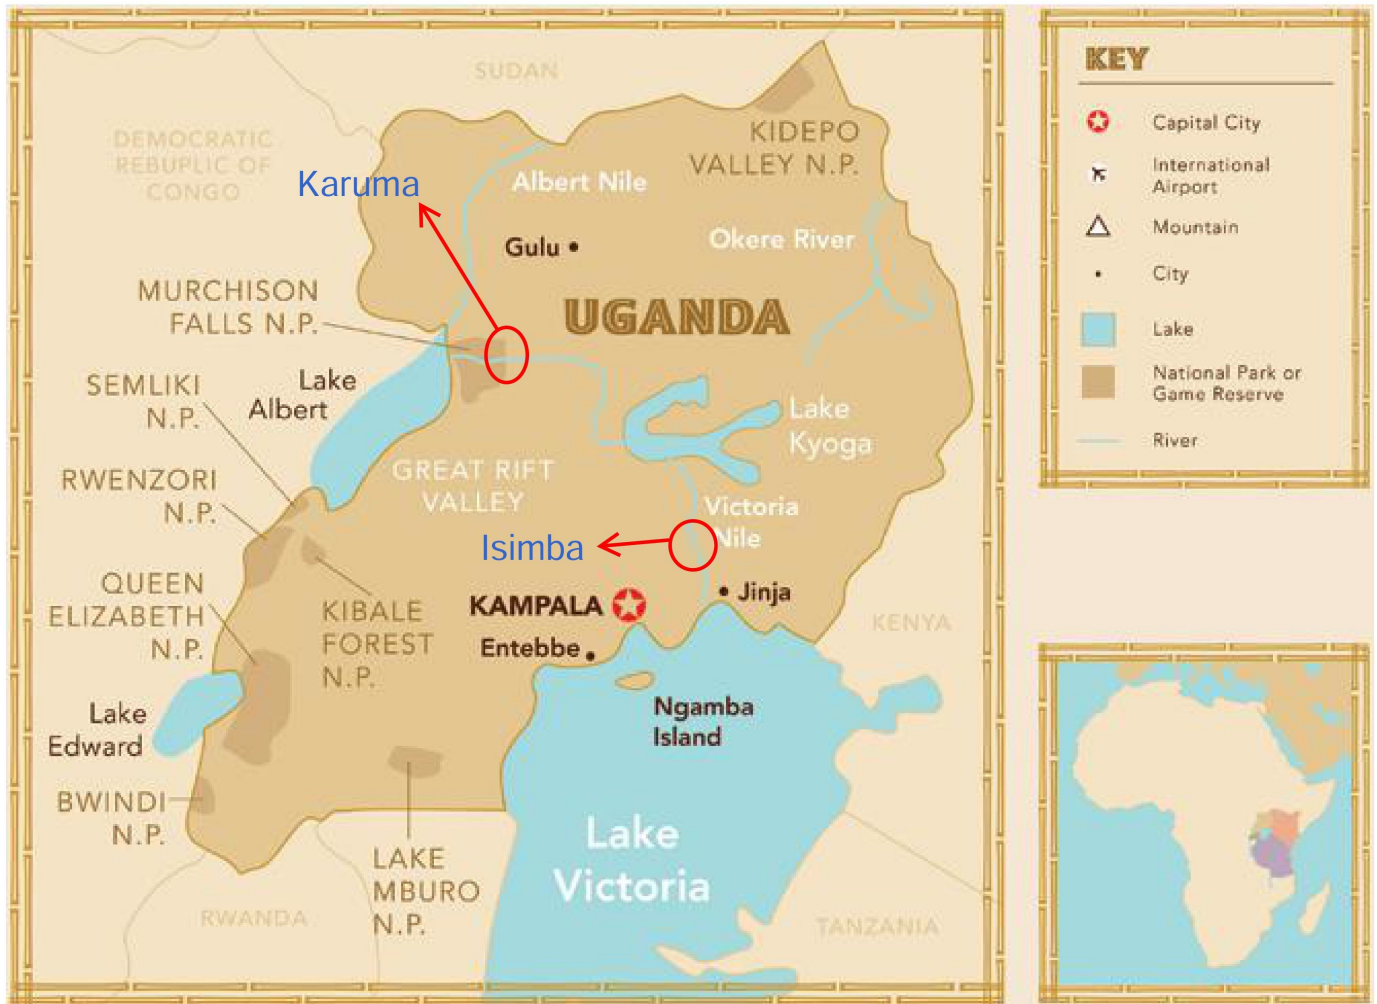 SUDAN
DEMOCRATIC
REBUPLIC OF
CONGO
KIDEPO
VALLEY N.P.
Karuma
Albert Nile
Gulu
Okere River
MURCHISON
FALLS N.P.
UGANDA
SEMLIKI
N.P.
Lake
Albert
Lake
Kyoga
RWENZORI
N.P.
GREAT RIFT
VALLEY
Victoria
Nile
Isimba
QUEEN
ELIZABETH
N.P.
KIBALE
FOREST
N.P.
KAMPALA
Jinja
Entebbe
KENYA
Lake
Edward
Ngamba
Island
BWINDI
N.P.
LAKE
MBURO
N.P.
Lake
Victoria
RWANDA
TANZANIA
KEY
Capital City
International
Airport
Mountain
City
Lake
National Park or
Game Reserve
River